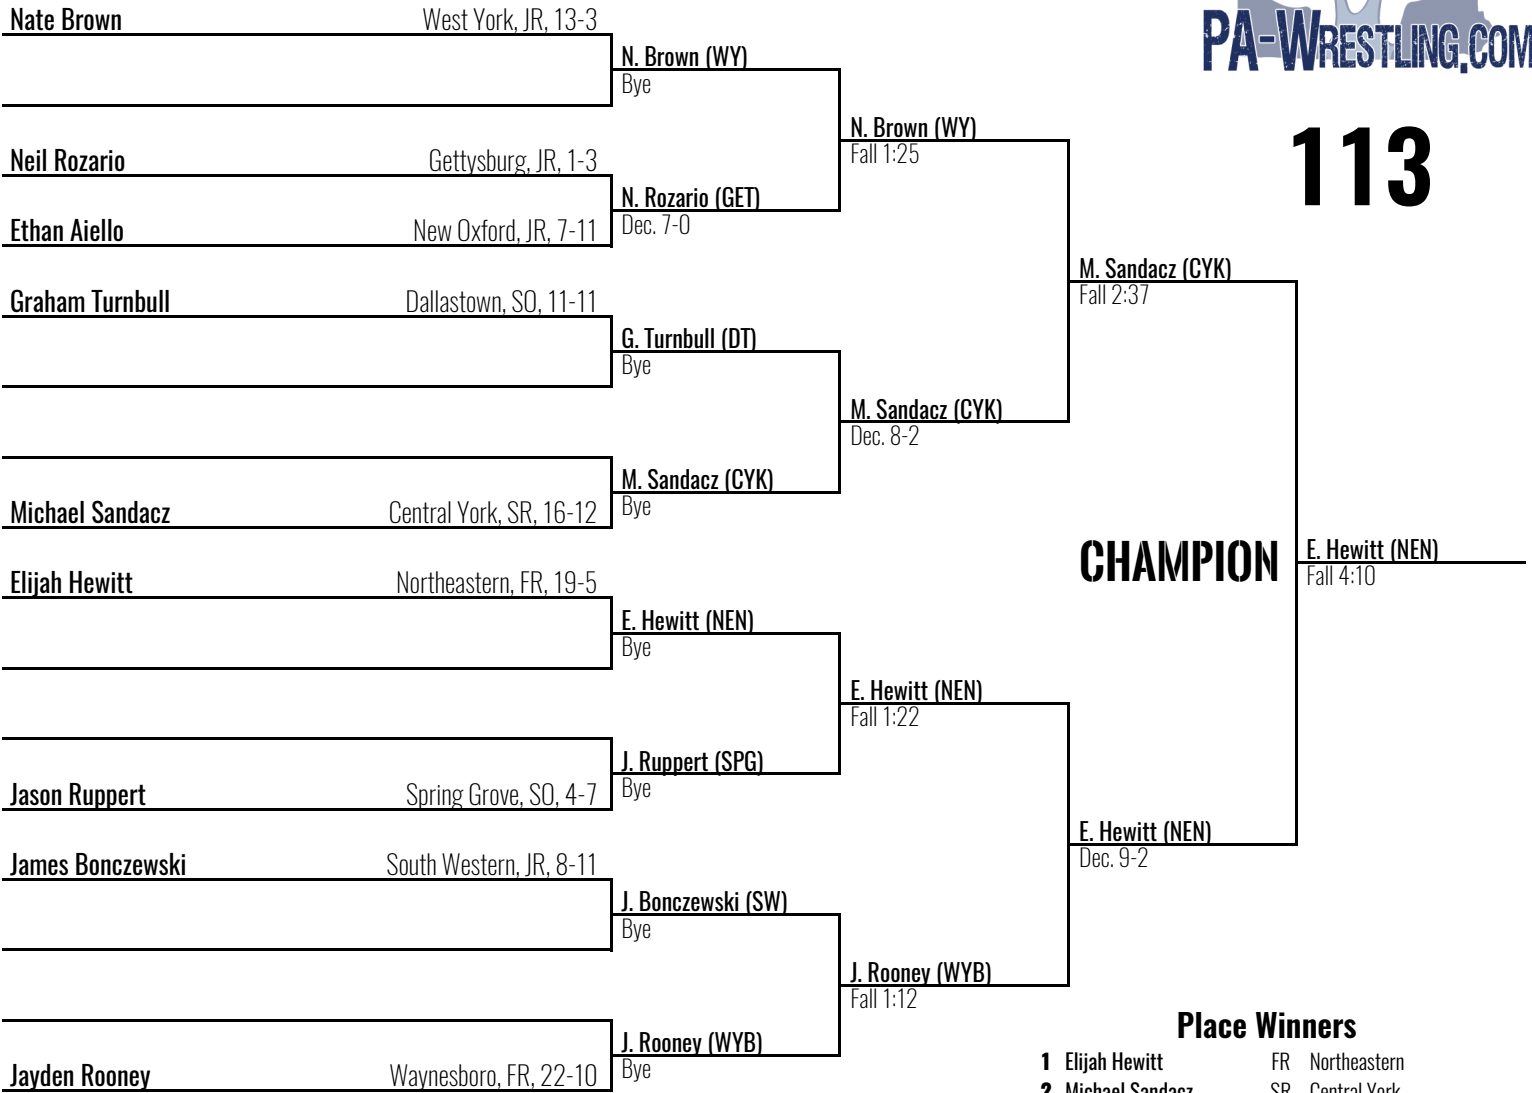 PA-WRESTLING.COM
113
Nate Brown West York, JR, 13-3
N. Brown (WY)
Bye
N. Brown (WY)
Fall 1:25
Neil Rozario Gettysburg, JR, 1-3
N. Rozario (GET)
Dec. 7-0
Ethan Aiello New Oxford, JR, 7-11
M. Sandacz (CYK)
Fall 2:37
Graham Turnbull Dallastown, SO, 11-11
G. Turnbull (DT)
Bye
M. Sandacz (CYK)
Dec. 8-2
M. Sandacz (CYK)
Bye
Michael Sandacz Central York, SR, 16-12
CHAMPION
E. Hewitt (NEN)
Fall 4:10
Elijah Hewitt Northeastern, FR, 19-5
E. Hewitt (NEN)
Bye
E. Hewitt (NEN)
Fall 1:22
J. Ruppert (SPG)
Bye
Jason Ruppert Spring Grove, SO, 4-7
E. Hewitt (NEN)
Dec. 9-2
James Bonczewski South Western, JR, 8-11
J. Bonczewski (SW)
Bye
J. Rooney (WYB)
Fall 1:12
J. Rooney (WYB)
Bye
Jayden Rooney Waynesboro, FR, 22-10
Place Winners
1 Elijah Hewitt FR Northeastern
2 Michael Sandacz SR Central York